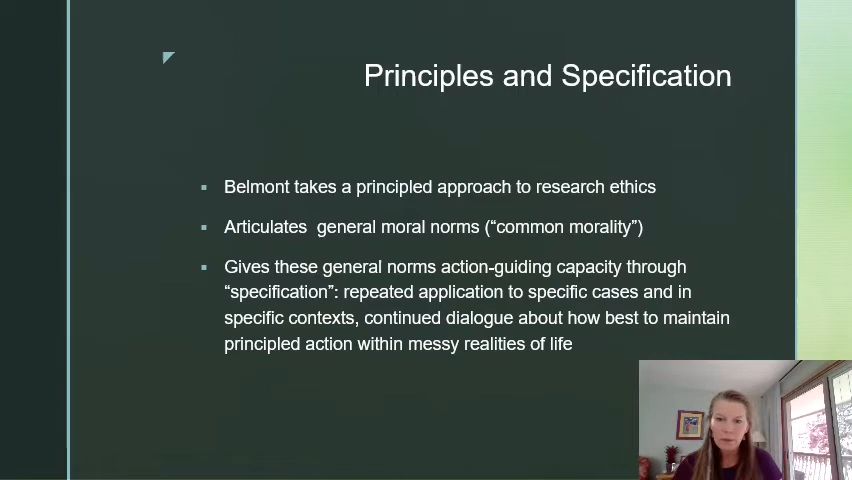 Principles and Specification
Belmont takes a principled approach to research ethics
Articulates general moral norms (“common morality”)
Gives these general norms action-guiding capacity through
“specification”: repeated application to specific cases and in
specific contexts, continued dialogue about how best to maintain
principled action within messy realities of life